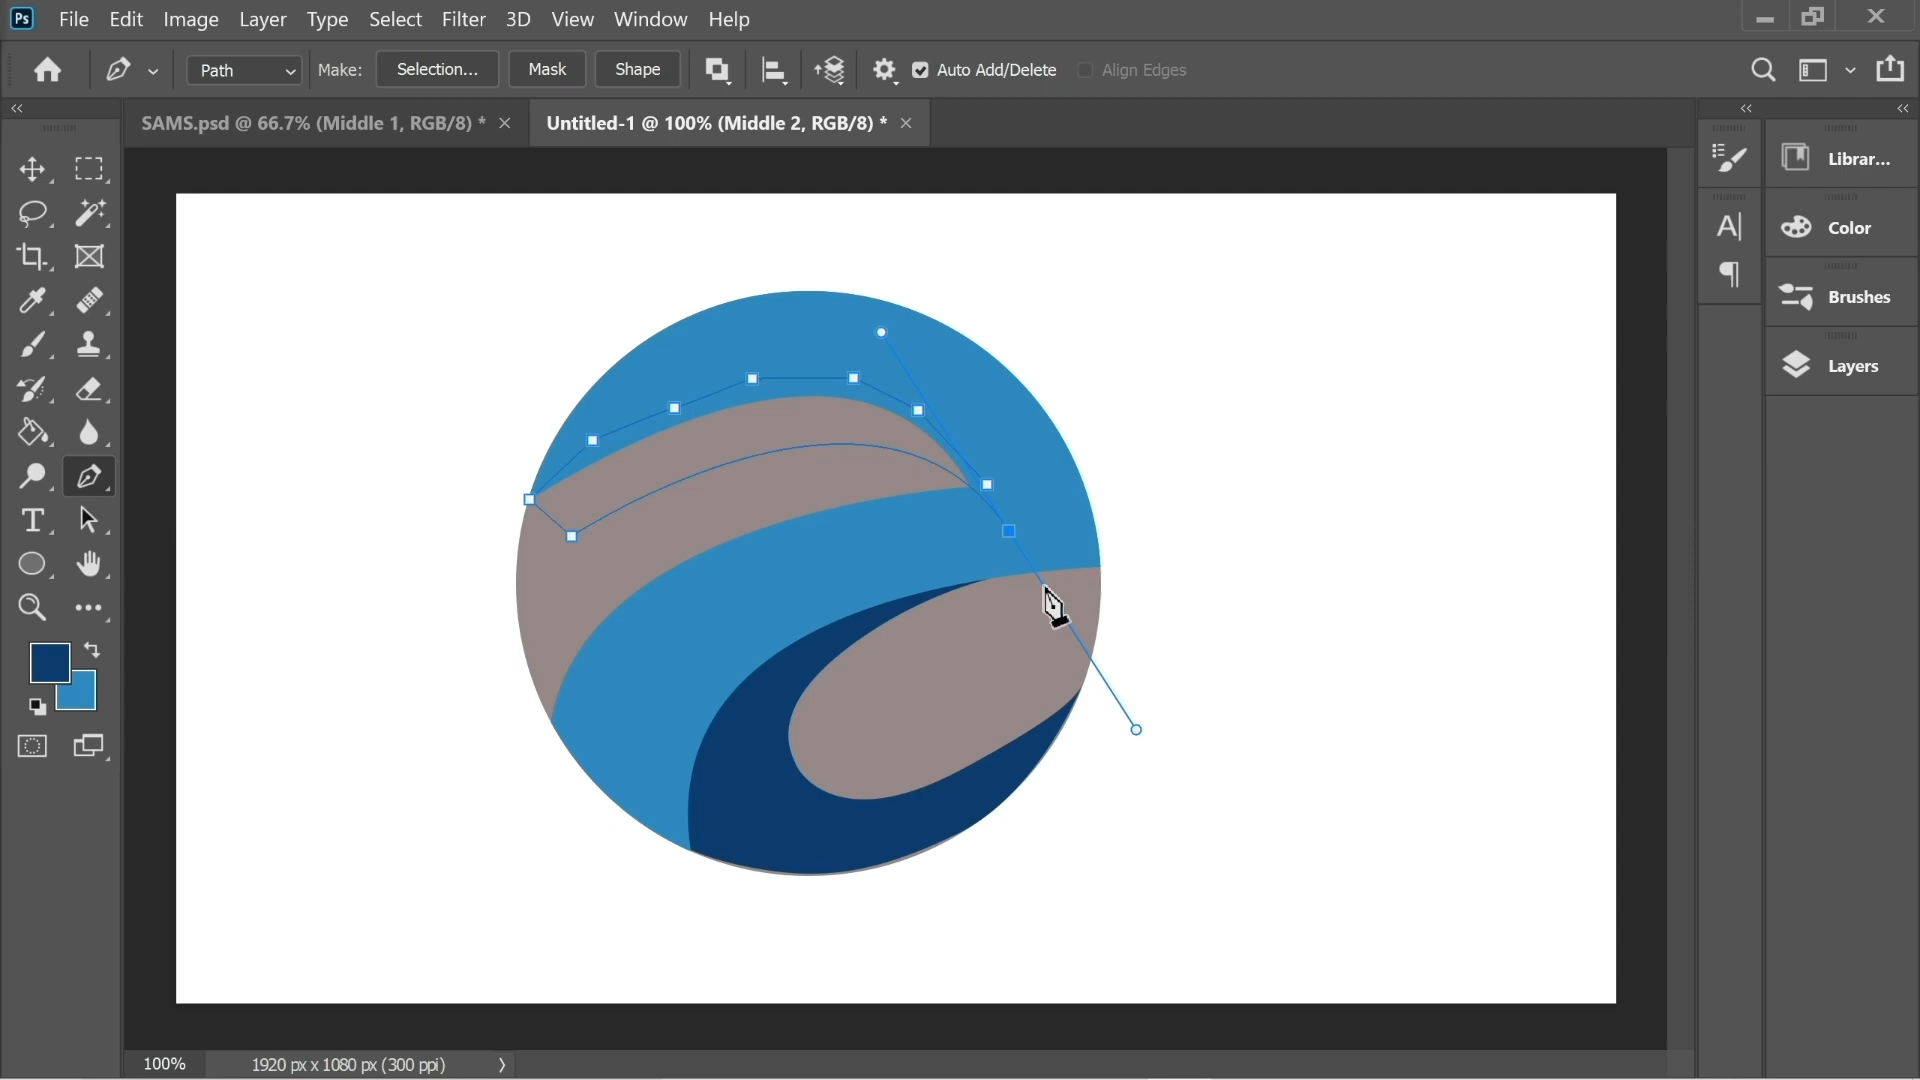 Ps File Edit Image Layer Type Select Filter 3D View Window Help
Path Make: Selection... Mask Shape Auto Add/Delete Align Edges
SAMS.psd @ 66.7% (Middle 1, RGB/8) * Untitled-1 @ 100% (Middle 2, RGB/8) *
Librar...
Color
Brushes
Layers
100% 1920 px x 1080 px (300 ppi)